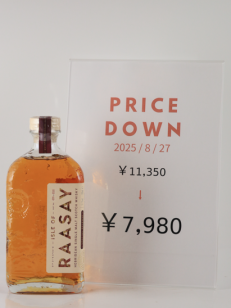 PRICE
DOWN
2025 / 8 / 27
￥11,350
↓
￥7,980
ISLE OF
RAASAY